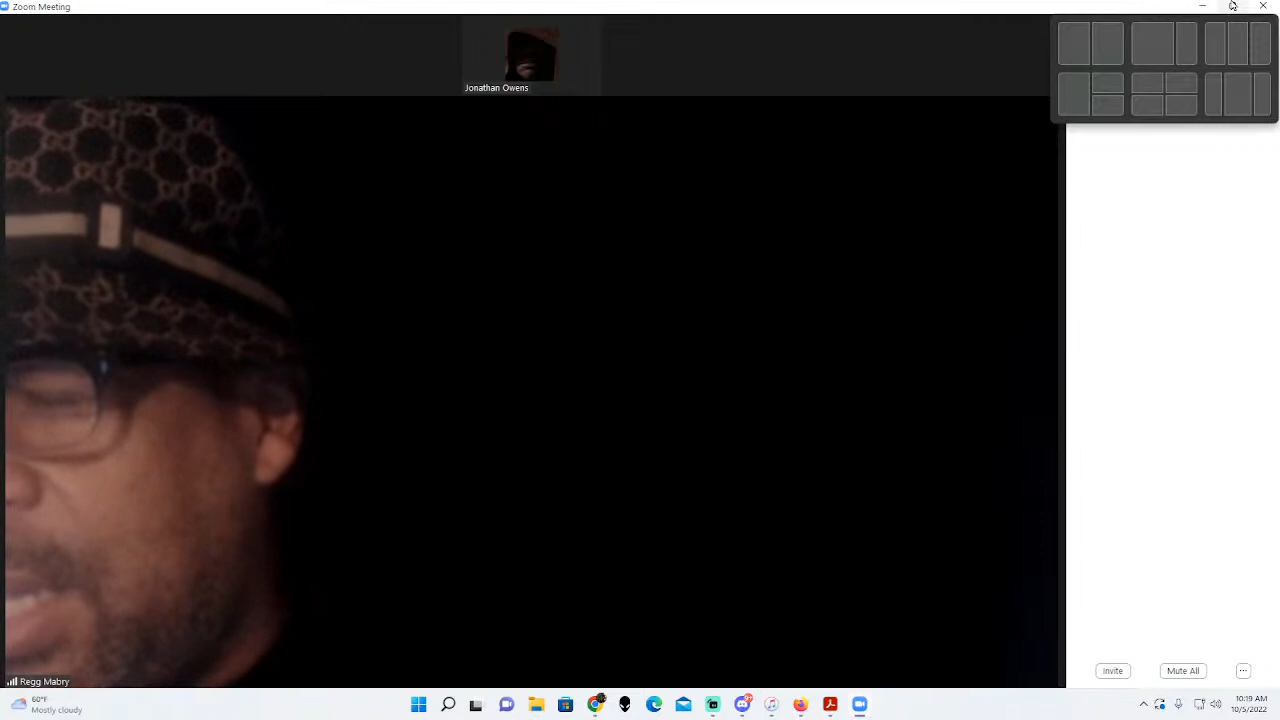 Zoom Meeting
Jonathan Owens
Regg Mabry
Invite
Mute All
60°F
Mostly cloudy
10:19 AM
10/5/2022